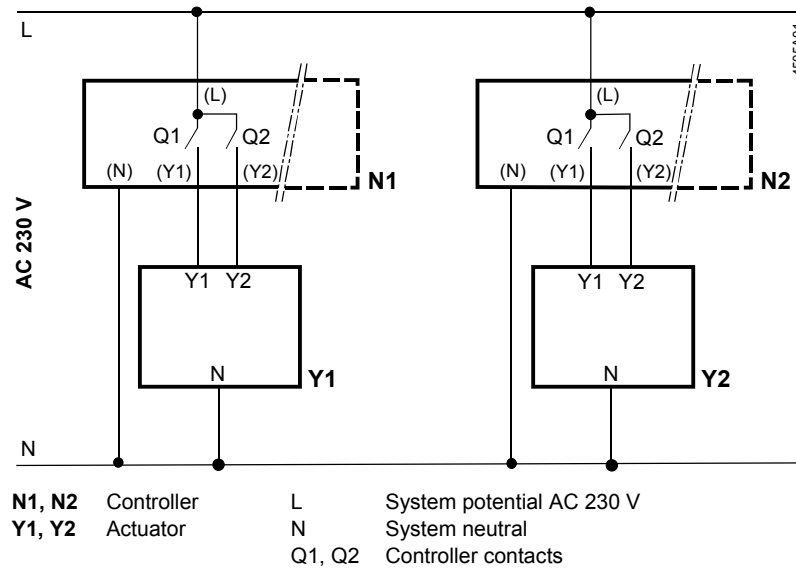 L
(L)
(L)
Q1
Q2
Q1
Q2
(N)
(Y1)
(Y2)
N1
(N)
(Y1)
(Y2)
N2
AC 230 V
Y1 Y2
Y1 Y2
N
Y1
N
Y2
N
N1, N2 Controller L System potential AC 230 V
Y1, Y2 Actuator N System neutral
Q1, Q2 Controller contacts